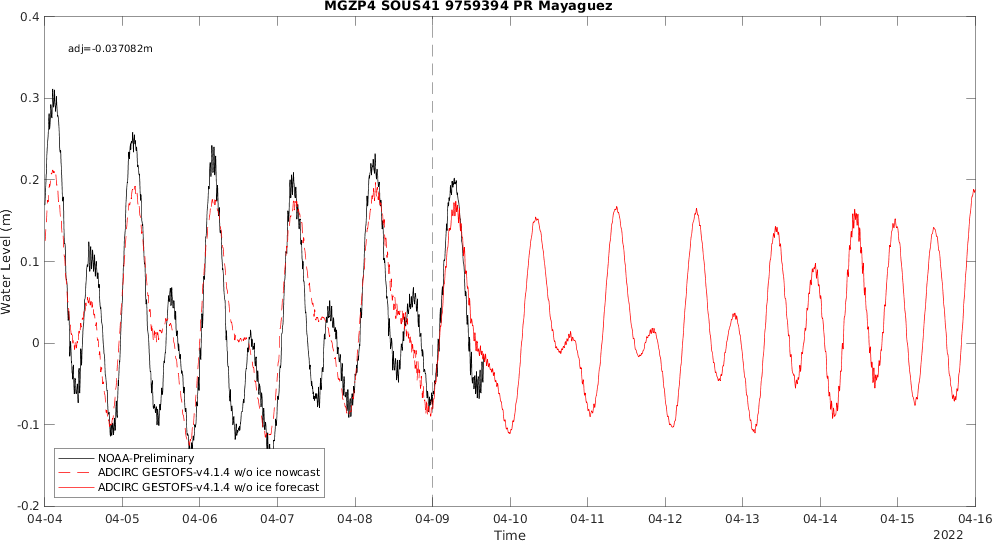 MGZP4 SOUS41 9759394 PR Mayaguez
0.4
adj=-0.037082m
0.3
0.2
0.1
0
-0.1
-0.2
Water Level (m)
NOAA-Preliminary
ADCIRC GESTOFS-v4.1.4 w/o ice nowcast
ADCIRC GESTOFS-v4.1.4 w/o ice forecast
04-04 04-05 04-06 04-07 04-08 04-09 04-10 04-11 04-12 04-13 04-14 04-15 04-16
Time
2022